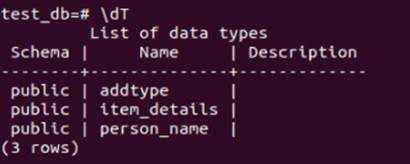 test_db=# \dT
          List of data types
 Schema |     Name     | Description
--------+--------------+-------------
 public | addtype      |
 public | item_details |
 public | person_name  |
(3 rows)